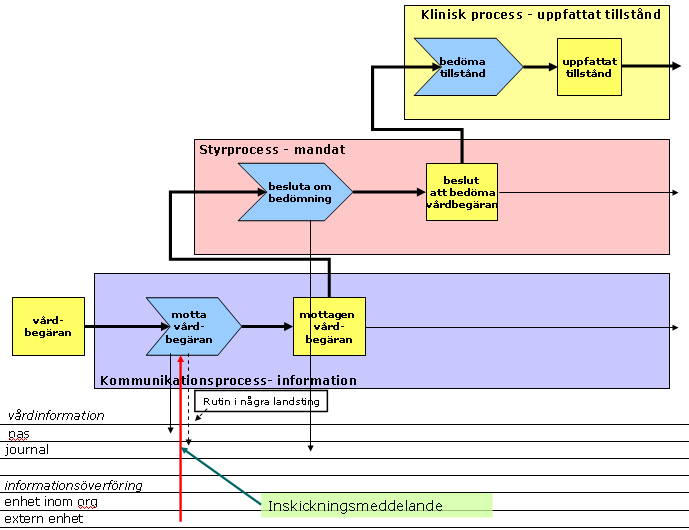 Klinisk process - uppfattat tillstånd
bedöma
tillstånd
uppfattat
tillstånd
Styrprocess - mandat
besluta om
bedömning
beslut
att bedöma
vårdbegäran
vård-
begäran
motta
vård-
begäran
mottagen
vård-
begäran
Kommunikationsprocess- information
Rutin i några landsting
vårdinformation
pas
journal
informationsöverföring
enhet inom org
extern enhet
Inskickningsmeddelande